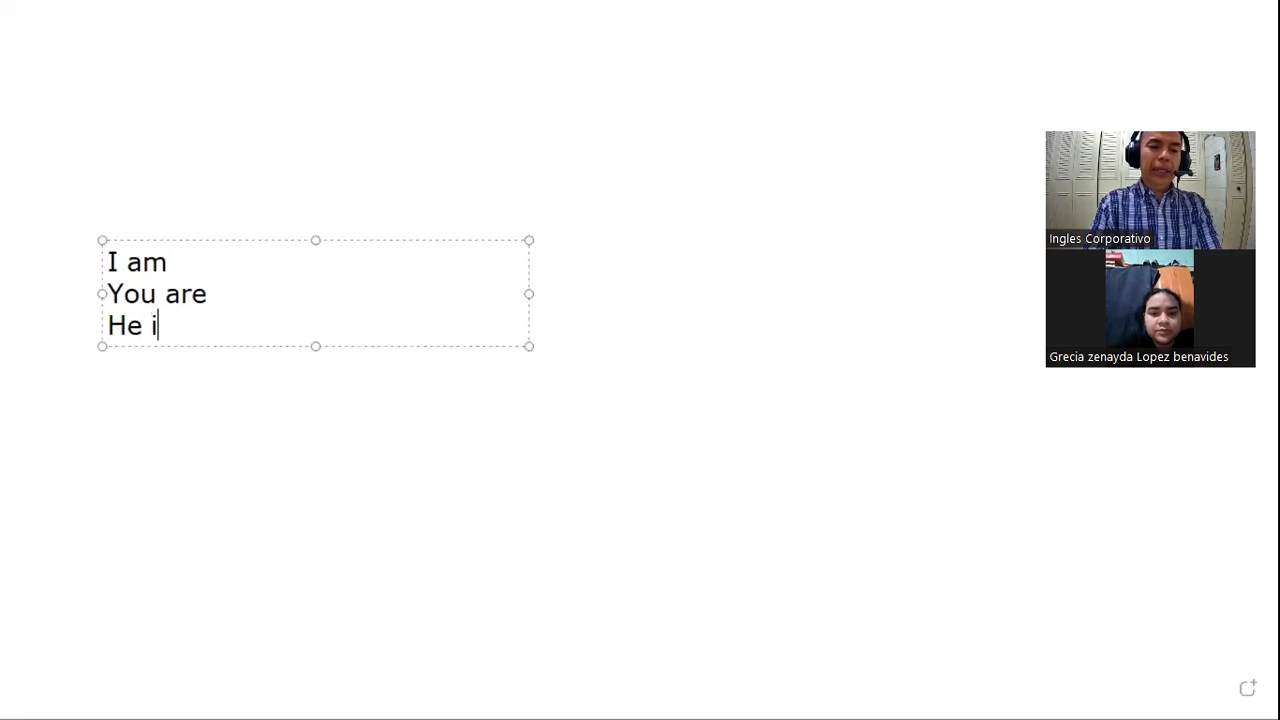 I am
You are
He i
Ingles Corporativo
Grecia zenayda Lopez benavides